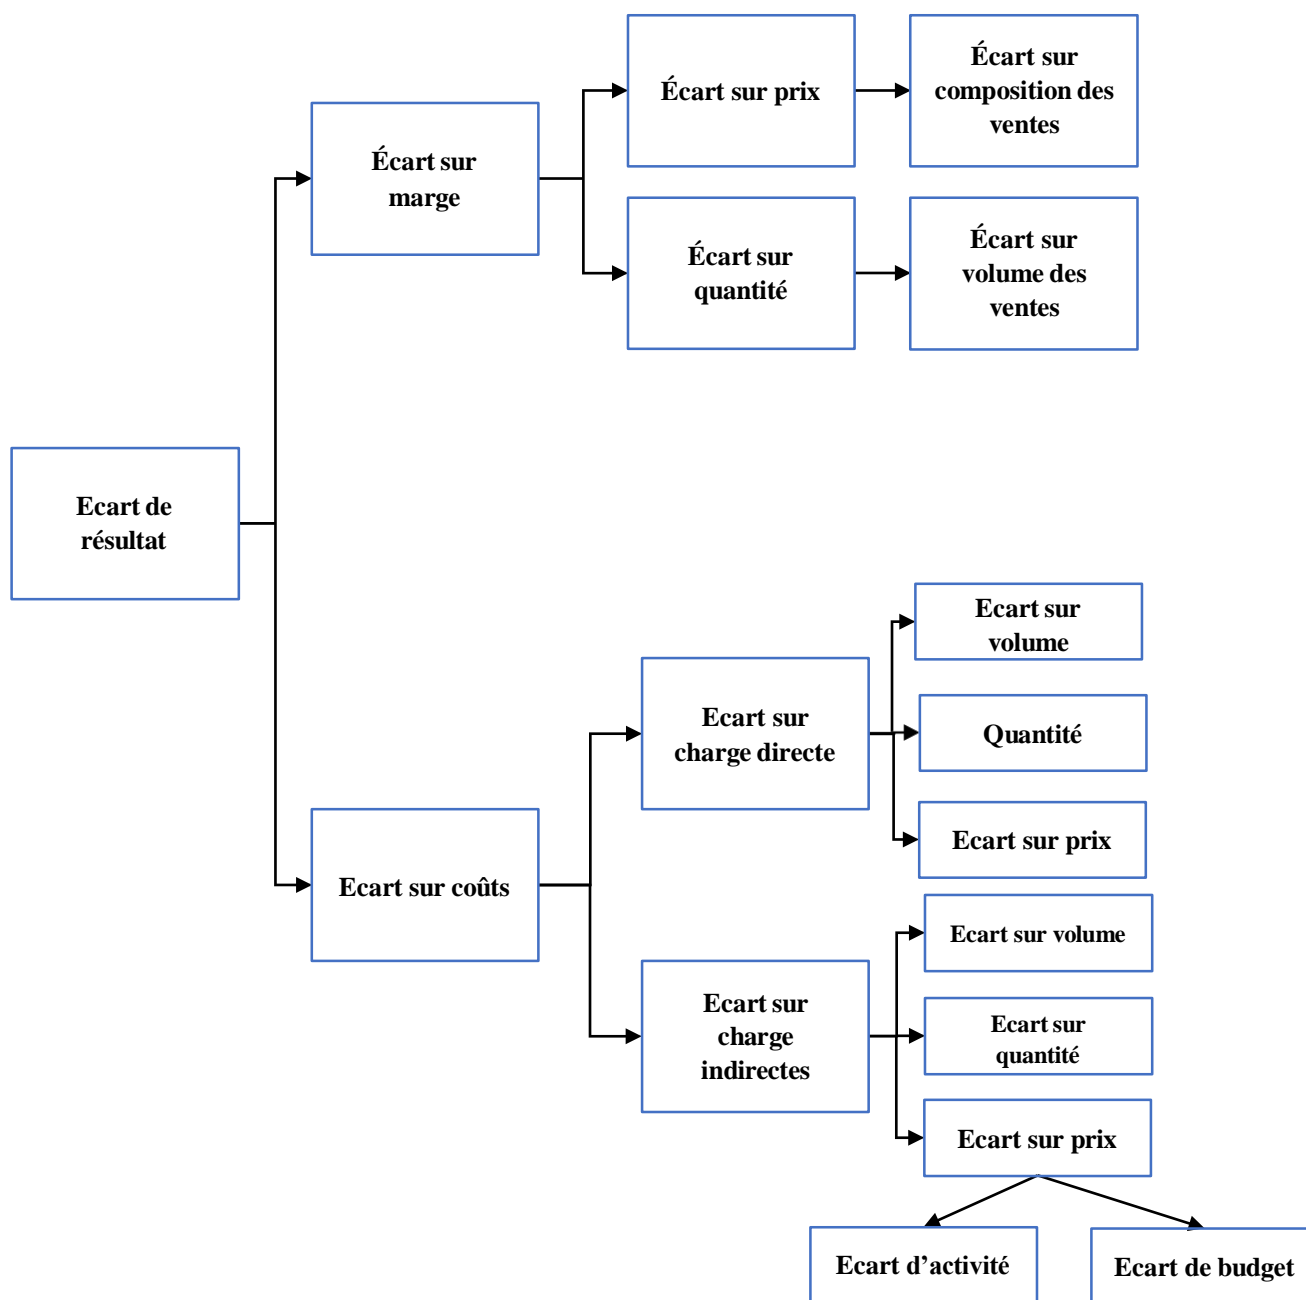 Écart sur
marge
Écart sur prix
Écart sur
composition des
ventes
Écart sur
quantité
Écart sur
volume des
ventes
Ecart de
résultat
Ecart sur coûts
Ecart sur
charge directe
Ecart sur
volume
Quantité
Ecart sur prix
Ecart sur
charge
indirectes
Ecart sur volume
Ecart sur
quantité
Ecart sur prix
Ecart d’activité
Ecart de budget